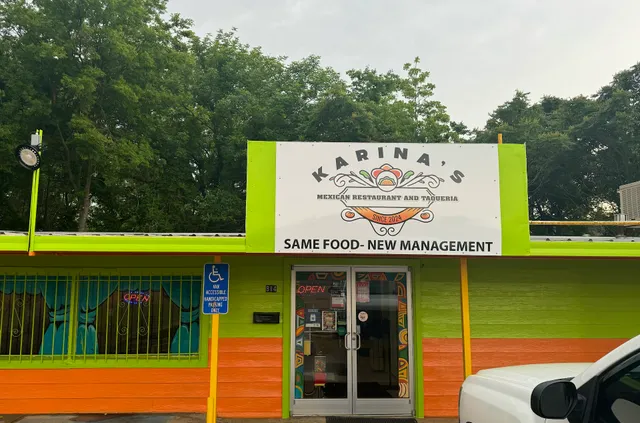 KARINA'S
MEXICAN RESTAURANT AND TAQUERIA
SINCE 2024
SAME FOOD- NEW MANAGEMENT
OPEN
VAN
ACCESSIBLE
HANDICAPPED
PARKING
ONLY
OPEN